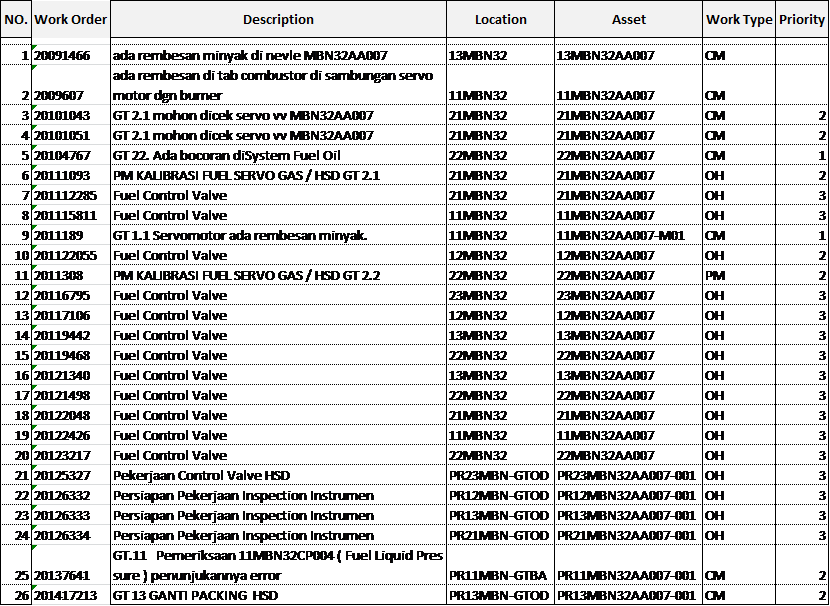 NO. Work Order Description Location Asset Work Type Priority
1 20091466 ada rembesan minyak di nevle MBN32AA007 13MBN32 13MBN32AA007 CM
ada rembesan di tab combustor di sambungan servo
2 2009607 motor dgn burner 11MBN32 11MBN32AA007 CM
3 20101043 GT 2.1 mohon dicek servo vv MBN32AA007 21MBN32 21MBN32AA007 CM 2
4 20101051 GT 2.1 mohon dicek servo vv MBN32AA007 21MBN32 21MBN32AA007 CM 2
5 20104767 GT 22. Ada bocoran diSystem Fuel Oil 22MBN32 22MBN32AA007 CM 1
6 20111093 PM KALIBRASI FUEL SERVO GAS / HSD GT 2.1 21MBN32 21MBN32AA007 OH 2
7 201112285 Fuel Control Valve 21MBN32 21MBN32AA007 OH 3
8 201115811 Fuel Control Valve 11MBN32 11MBN32AA007 OH 3
9 2011189 GT 1.1 Servomotor ada rembesan minyak. 11MBN32 11MBN32AA007-M01 CM 1
10 201122055 Fuel Control Valve 12MBN32 12MBN32AA007 OH 2
11 2011308 PM KALIBRASI FUEL SERVO GAS / HSD GT 2.2 22MBN32 22MBN32AA007 PM 2
12 20116795 Fuel Control Valve 23MBN32 23MBN32AA007 OH 3
13 20117106 Fuel Control Valve 12MBN32 12MBN32AA007 OH 3
14 20119442 Fuel Control Valve 13MBN32 13MBN32AA007 OH 3
15 20119468 Fuel Control Valve 22MBN32 22MBN32AA007 OH 3
16 20121340 Fuel Control Valve 13MBN32 13MBN32AA007 OH 3
17 20121498 Fuel Control Valve 22MBN32 22MBN32AA007 OH 3
18 20122048 Fuel Control Valve 21MBN32 21MBN32AA007 OH 3
19 20122426 Fuel Control Valve 11MBN32 11MBN32AA007 OH 3
20 20123217 Fuel Control Valve 22MBN32 22MBN32AA007 OH 3
21 20125327 Pekerjaan Control Valve HSD PR23MBN-GTOD PR23MBN32AA007-001 OH 3
22 20126332 Persiapan Pekerjaan Inspection Instrumen PR12MBN-GTOD PR12MBN32AA007-001 OH 3
23 20126333 Persiapan Pekerjaan Inspection Instrumen PR13MBN-GTOD PR13MBN32AA007-001 OH 3
24 20126334 Persiapan Pekerjaan Inspection Instrumen PR21MBN-GTOD PR21MBN32AA007-001 OH 3
GT.11 Pemeriksaan 11MBN32CP004 ( Fuel Liquid Pres
25 20137641 sure ) penunjukannya error PR11MBN-GTBA PR11MBN32AA007-001 CM 2
26 201417213 GT 13 GANTI PACKING HSD PR13MBN-GTOD PR13MBN32AA007-001 CM 2